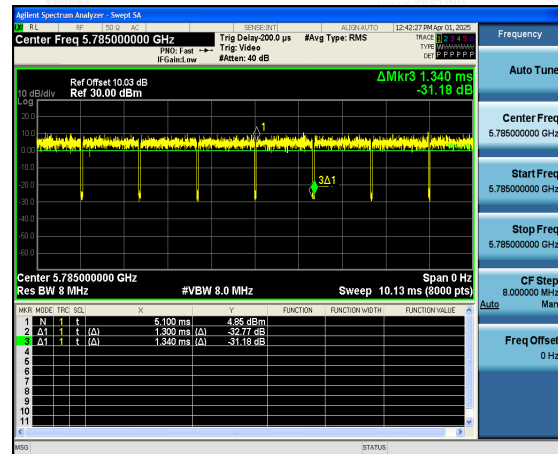 Agilent Spectrum Analyzer - Swept SA
RL RF 50 Ω AC SENSE:INT ALIGN AUTO 12:42:27 PM Apr 01, 2025
Center Freq 5.785000000 GHz
PNO: Fast
IFGain:Low
Trig Delay-200.0 µs
Trig: Video
#Atten: 40 dB
#Avg Type: RMS
TRACE 1 2 3 4 5 6
TYPE WWWWWW
DET P P P P P P
Frequency
Auto Tune
Ref Offset 10.03 dB
Ref 30.00 dBm
ΔMkr3 1.340 ms
-31.18 dB
10 dB/div
Log
20.0
10.0
0.00
-10.0
-20.0
-30.0
-40.0
-50.0
-60.0
1
3Δ1
Center Freq
5.785000000 GHz
Start Freq
5.785000000 GHz
Stop Freq
5.785000000 GHz
CF Step
8.000000 MHz
Auto Man
Freq Offset
0 Hz
Center 5.785000000 GHz Span 0 Hz
Res BW 8 MHz #VBW 8.0 MHz Sweep 10.13 ms (8000 pts)
MKR MODE TRC SCL X Y FUNCTION FUNCTION WIDTH FUNCTION VALUE
1 N 1 t 5.100 ms 4.85 dBm
2 Δ1 1 t (Δ) 1.300 ms (Δ) -32.77 dB
3 Δ1 1 t (Δ) 1.340 ms (Δ) -31.18 dB
4
5
6
7
8
9
10
11
MSG STATUS